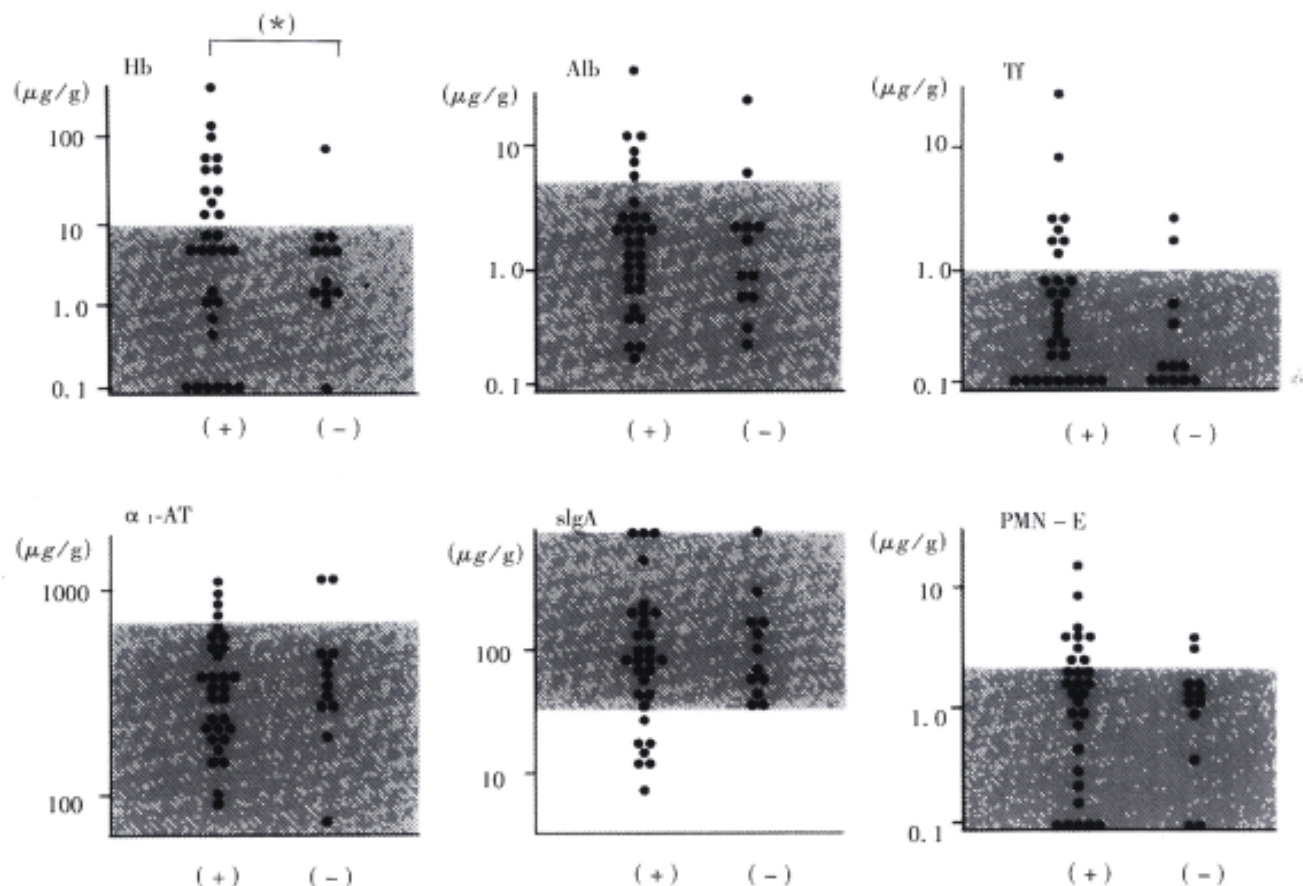 (*)
Hb
(μg/g)
100
10
1.0
0.1
(+) (-)
Alb
(μg/g)
10
1.0
0.1
(+) (-)
Tf
(μg/g)
10
1.0
0.1
(+) (-)
α1-AT
(μg/g)
1000
100
(+) (-)
sIgA
(μg/g)
100
10
(+) (-)
PMN-E
(μg/g)
10
1.0
0.1
(+) (-)